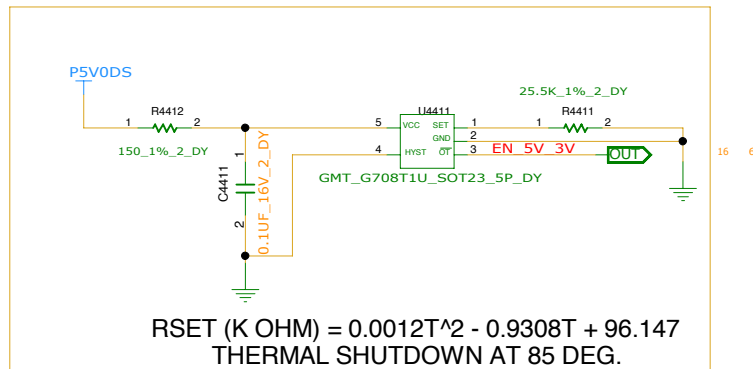 P5V0DS
R4412
1 2
150_1%_2_DY
C4411
1
2
0.1UF_16V_2_DY
U4411
5 VCC SET 1
GND 2
4 HYST OT 3
GMT_G708T1U_SOT23_5P_DY
25.5K_1%_2_DY
R4411
1 2
EN_5V_3V
OUT
16 6
RSET (K OHM) = 0.0012T^2 - 0.9308T + 96.147
THERMAL SHUTDOWN AT 85 DEG.